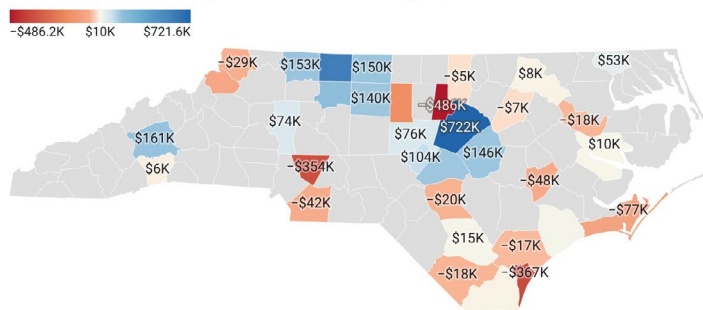 −$486.2K $10K $721.6K
−$29K
$153K
$150K
$53K
−$5K
$8K
$140K
−$486K
−$7K
−$18K
$74K
$722K
$76K
$161K
$10K
$104K
$146K
−$354K
$6K
−$48K
−$42K
−$20K
−$77K
$15K
−$17K
−$18K
−$367K